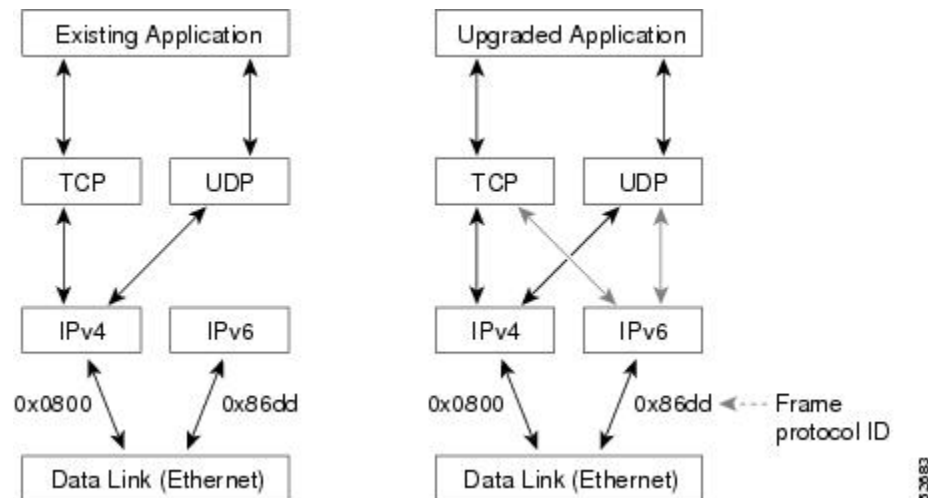 Existing Application
TCP
UDP
IPv4
IPv6
0x0800
0x86dd
Data Link (Ethernet)
Upgraded Application
TCP
UDP
IPv4
IPv6
0x0800
0x86dd
Frame
protocol ID
Data Link (Ethernet)
52683